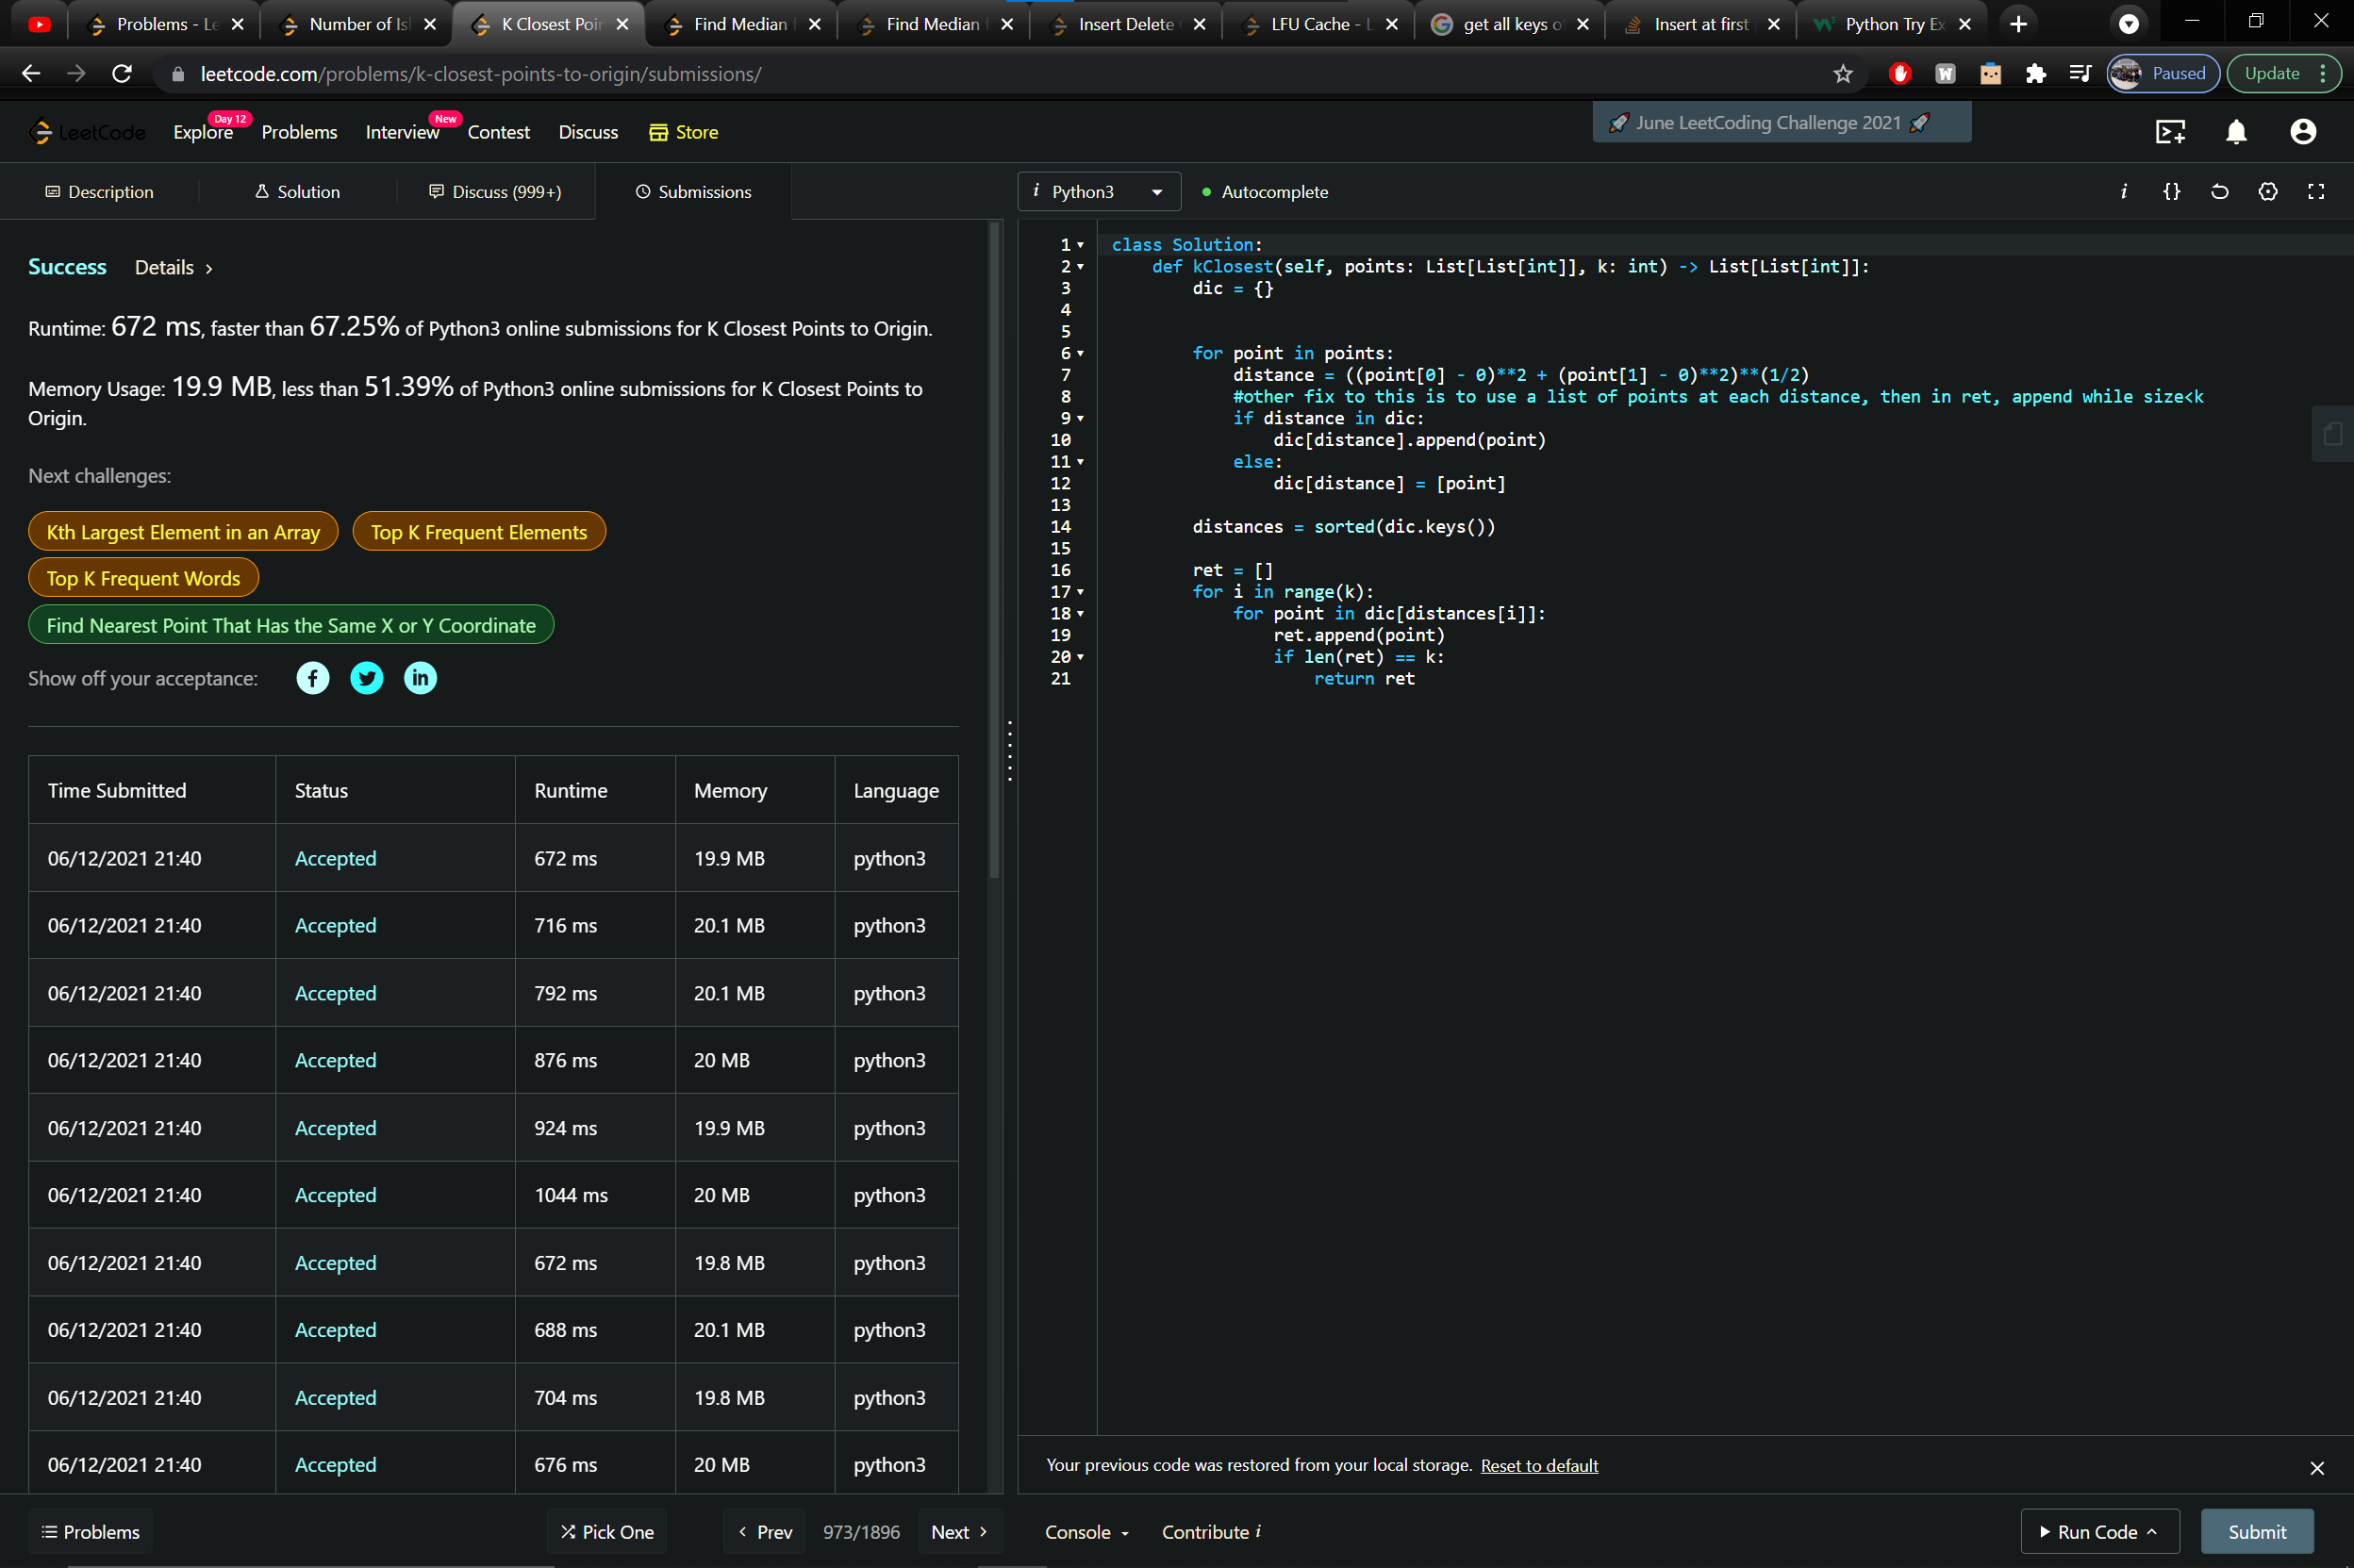 Problems - Le
Number of Isl
K Closest Poin
Find Median f
Find Median f
Insert Delete
LFU Cache - L
get all keys o
Insert at first
Python Try Ex
leetcode.com/problems/k-closest-points-to-origin/submissions/
Paused
Update
LeetCode
Explore
Day 12
Problems
Interview
New
Contest
Discuss
Store
🚀 June LeetCoding Challenge 2021 🚀
Description
Solution
Discuss (999+)
Submissions
i Python3
Autocomplete
i {}
Success Details >
Runtime: 672 ms, faster than 67.25% of Python3 online submissions for K Closest Points to Origin.
Memory Usage: 19.9 MB, less than 51.39% of Python3 online submissions for K Closest Points to
Origin.
Next challenges:
Kth Largest Element in an Array
Top K Frequent Elements
Top K Frequent Words
Find Nearest Point That Has the Same X or Y Coordinate
Show off your acceptance:
Time Submitted Status Runtime Memory Language
06/12/2021 21:40 Accepted 672 ms 19.9 MB python3
06/12/2021 21:40 Accepted 716 ms 20.1 MB python3
06/12/2021 21:40 Accepted 792 ms 20.1 MB python3
06/12/2021 21:40 Accepted 876 ms 20 MB python3
06/12/2021 21:40 Accepted 924 ms 19.9 MB python3
06/12/2021 21:40 Accepted 1044 ms 20 MB python3
06/12/2021 21:40 Accepted 672 ms 19.8 MB python3
06/12/2021 21:40 Accepted 688 ms 20.1 MB python3
06/12/2021 21:40 Accepted 704 ms 19.8 MB python3
06/12/2021 21:40 Accepted 676 ms 20 MB python3
1 class Solution:
2     def kClosest(self, points: List[List[int]], k: int) -> List[List[int]]:
3         dic = {}
4
5
6         for point in points:
7             distance = ((point[0] - 0)**2 + (point[1] - 0)**2)**(1/2)
8             #other fix to this is to use a list of points at each distance, then in ret, append while size<k
9             if distance in dic:
10                 dic[distance].append(point)
11             else:
12                 dic[distance] = [point]
13
14         distances = sorted(dic.keys())
15
16         ret = []
17         for i in range(k):
18             for point in dic[distances[i]]:
19                 ret.append(point)
20                 if len(ret) == k:
21                     return ret
Your previous code was restored from your local storage. Reset to default
Problems
Pick One
Prev
973/1896
Next
Console
Contribute i
Run Code
Submit